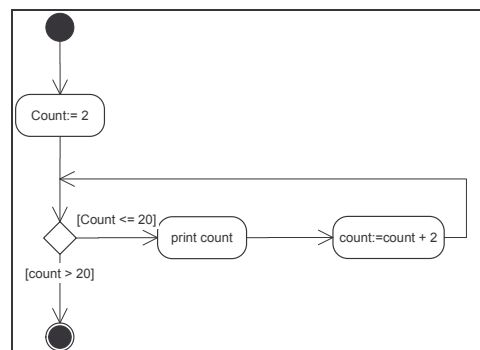 Count:= 2
[Count <= 20]
print count
count:=count + 2
[count > 20]